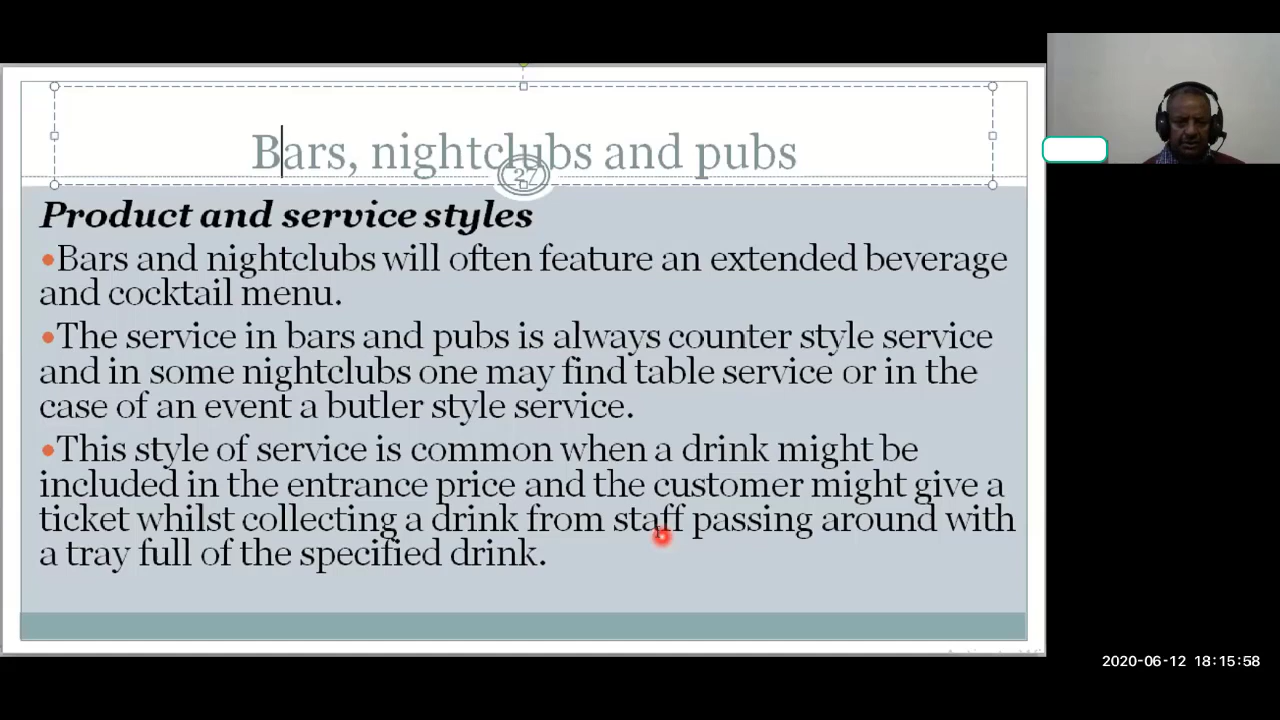 Bars, nightclubs and pubs
27
Product and service styles
•Bars and nightclubs will often feature an extended beverage
and cocktail menu.
•The service in bars and pubs is always counter style service
and in some nightclubs one may find table service or in the
case of an event a butler style service.
•This style of service is common when a drink might be
included in the entrance price and the customer might give a
ticket whilst collecting a drink from staff passing around with
a tray full of the specified drink.
2020-06-12 18:15:58